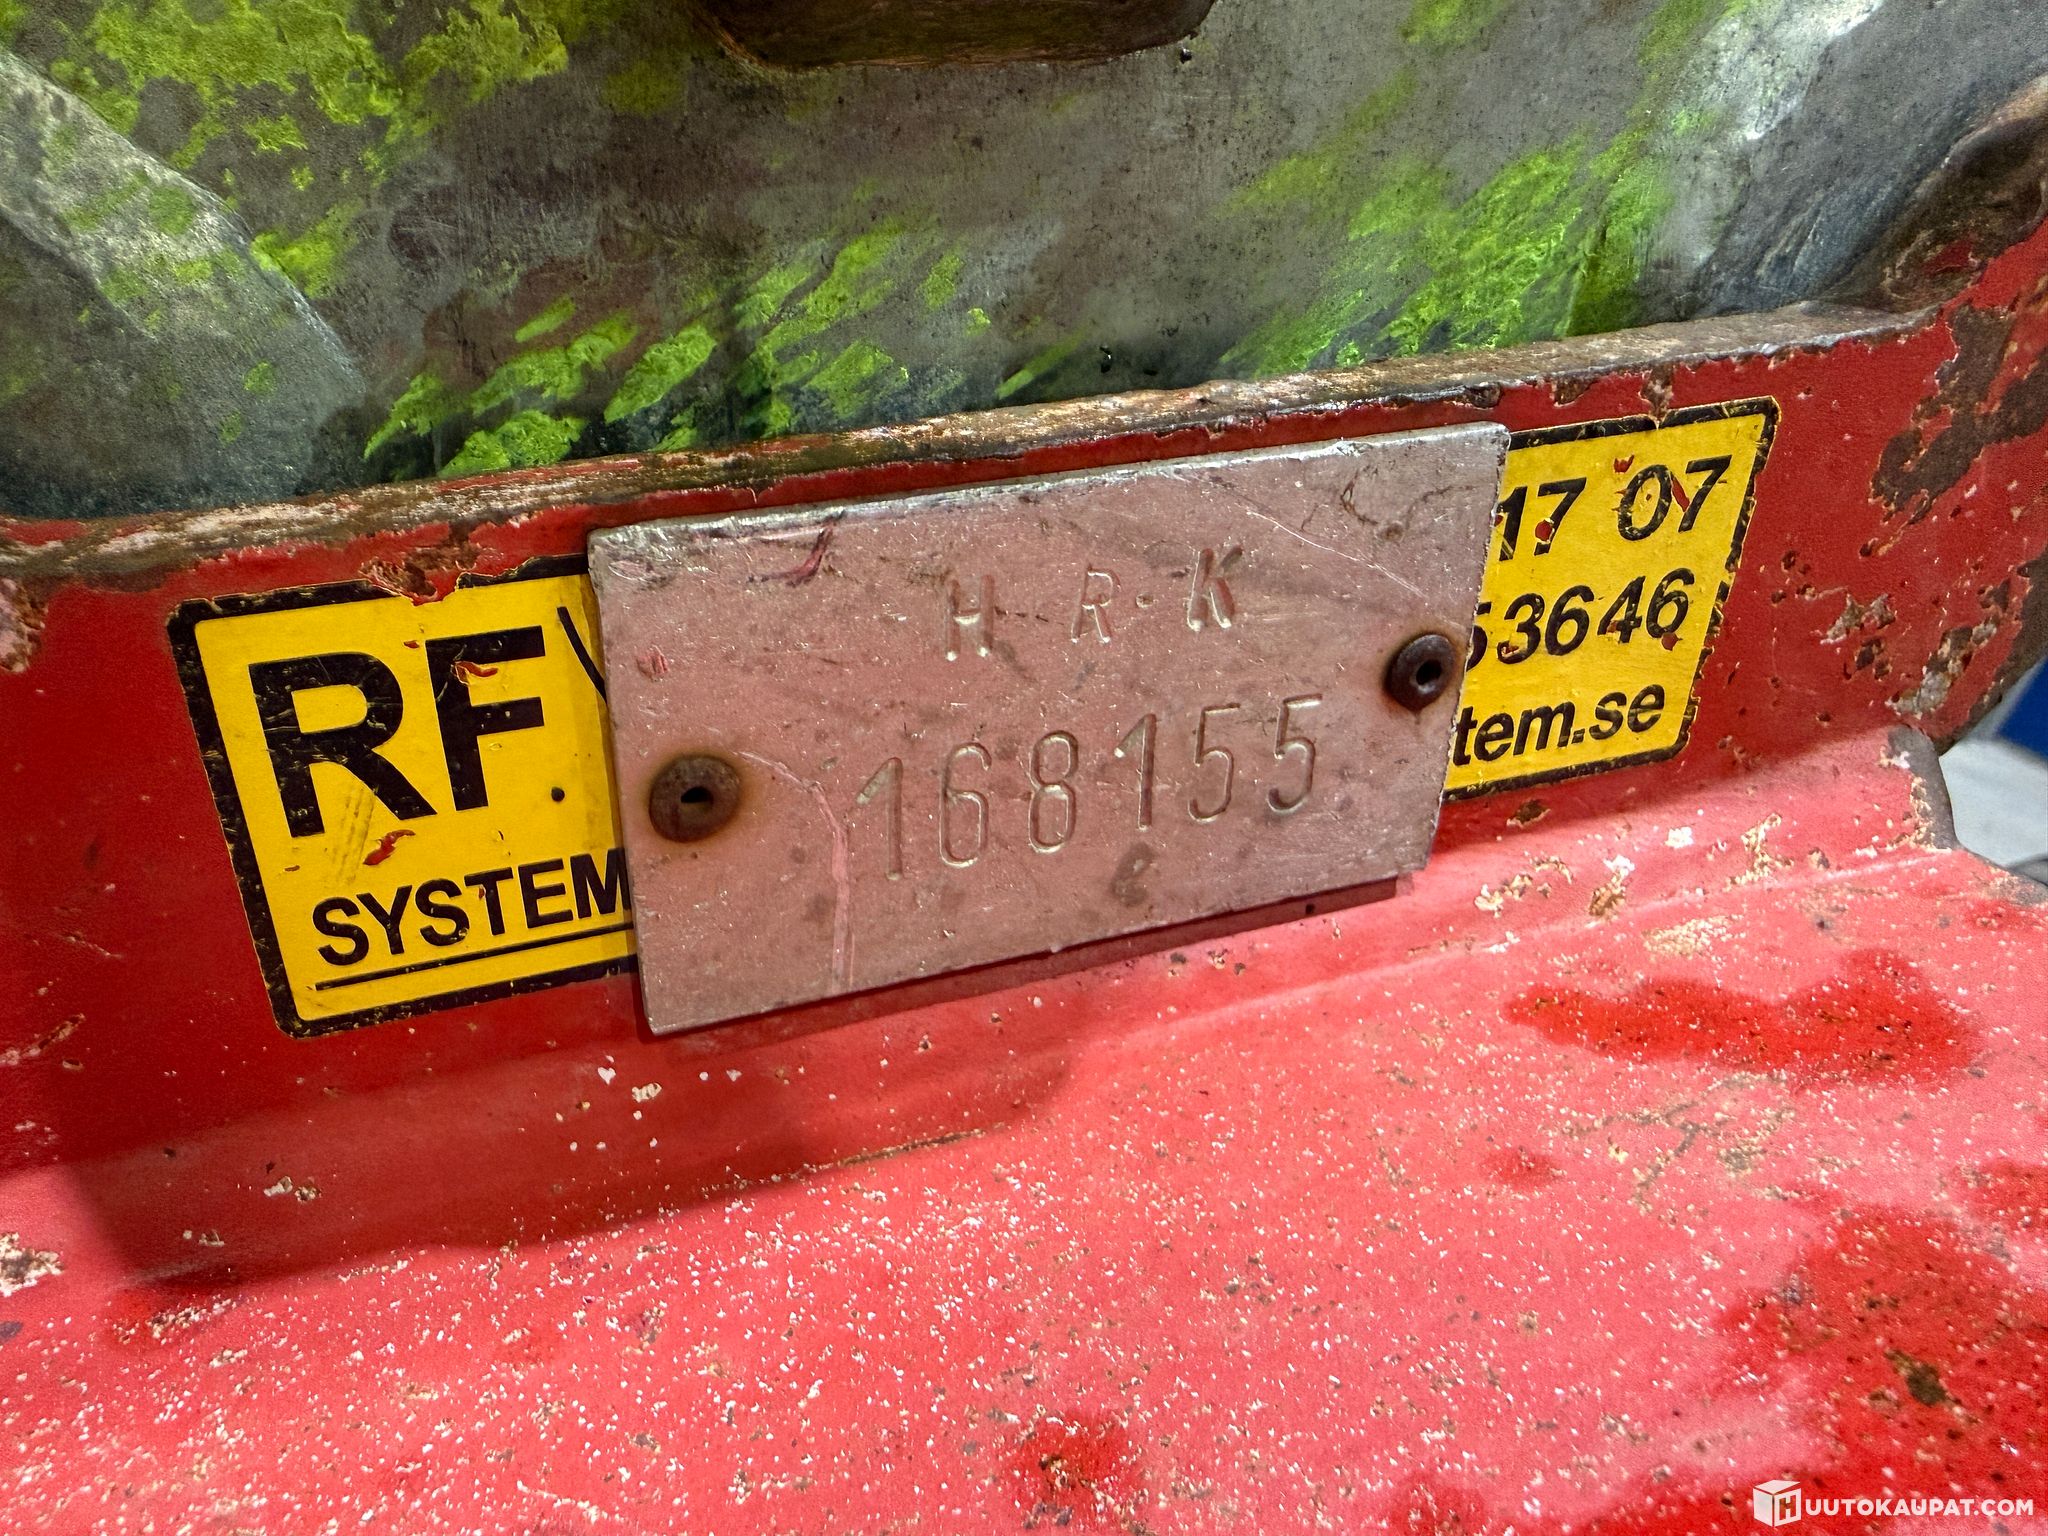 RF
SYSTEM
H R-K
168155
17 07
53646
tem.se
HUUTOKAUPAT.COM